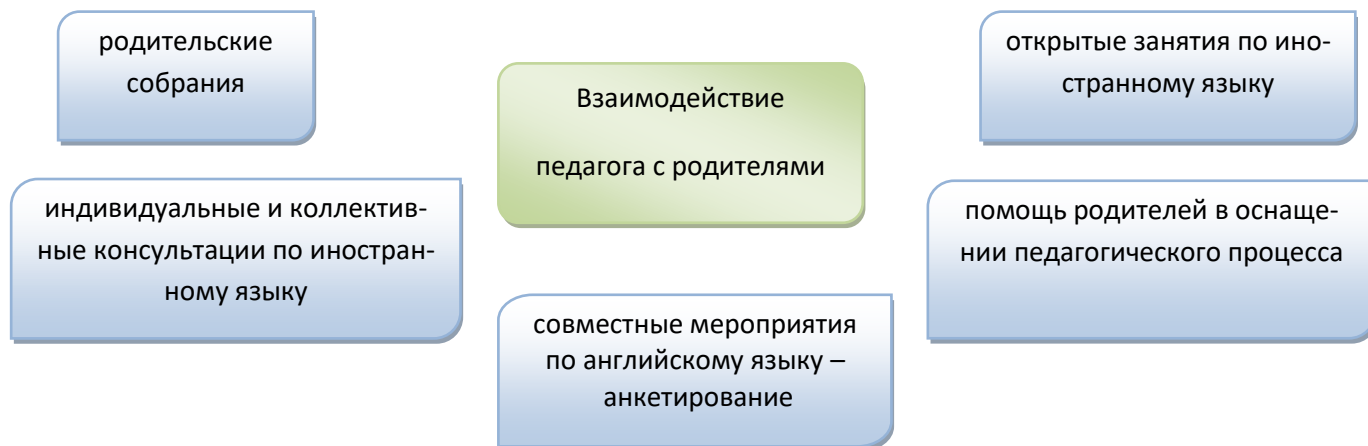 родительские
собрания
Взаимодействие
педагога с родителями
открытые занятия по ино-
странному языку
индивидуальные и коллектив-
ные консультации по иностран-
ному языку
помощь родителей в оснаще-
нии педагогического процесса
совместные мероприятия
по английскому языку –
анкетирование